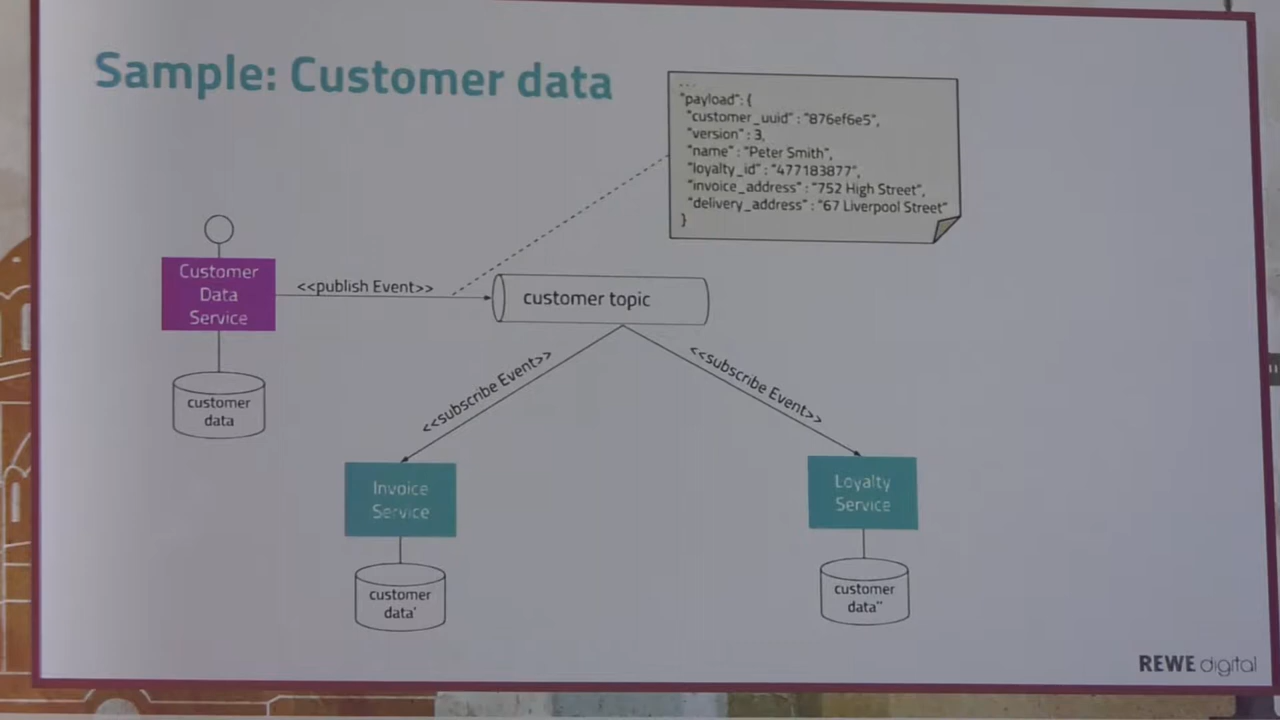 Sample: Customer data
...
"payload": {
"customer_uuid" : "876ef6e5",
"version" : 3,
"name" : "Peter Smith",
"loyalty_id" : "477183877",
"invoice_address" : "752 High Street",
"delivery_address" : "67 Liverpool Street"
}
Customer
Data
Service
<<publish Event>>
customer topic
customer
data
<<subscribe Event>>
<<subscribe Event>>
Invoice
Service
Loyalty
Service
customer
data'
customer
data"
REWE digital